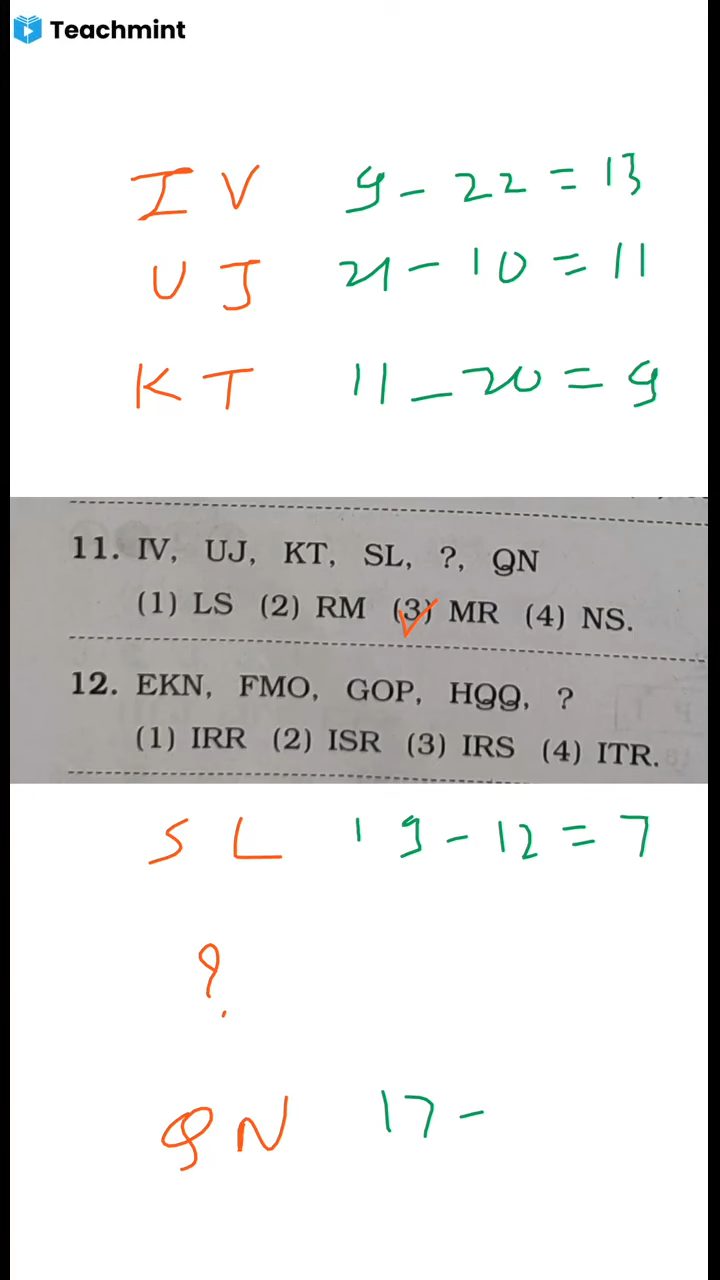 Teachmint
I V 9 - 22 = 13
U J 21 - 10 = 11
K T 11 - 20 = 9
11. IV, UJ, KT, SL, ?, QN
(1) LS (2) RM (3) MR (4) NS.
12. EKN, FMO, GOP, HQQ, ?
(1) IRR (2) ISR (3) IRS (4) ITR.
S L 19 - 12 = 7
?
Q N 17 -